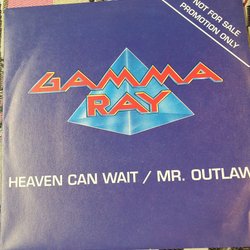 NOT FOR SALE
PROMOTION ONLY
GAMMA
RAY
HEAVEN CAN WAIT / MR. OUTLAW